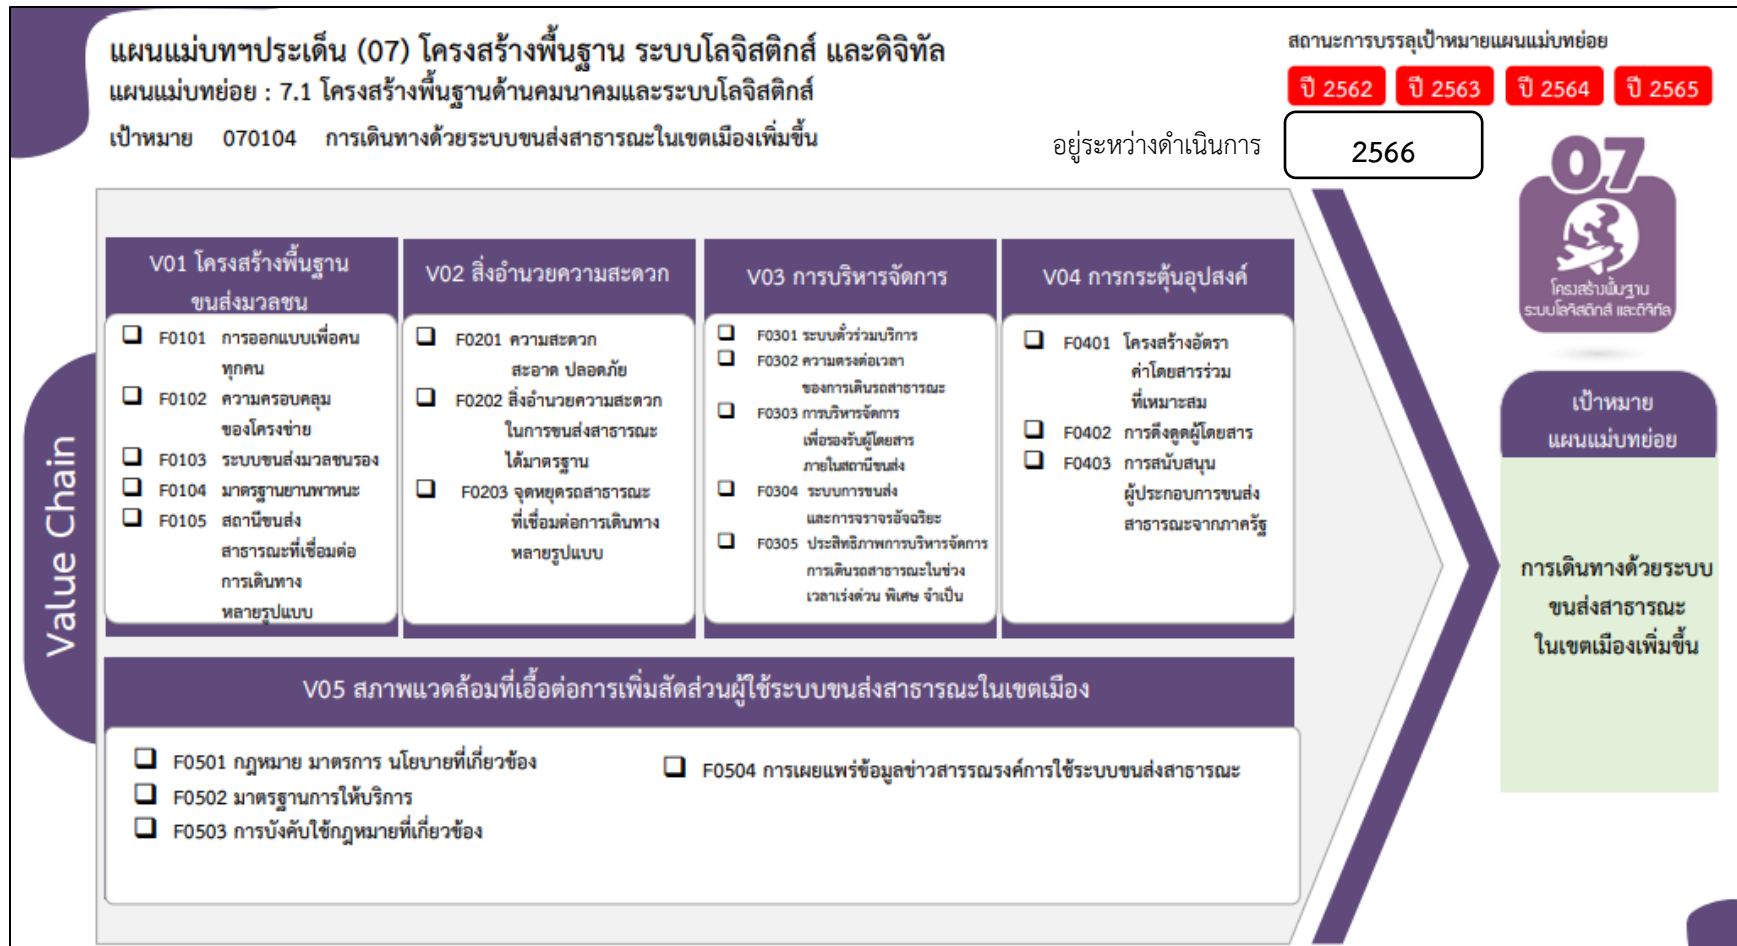 แผนแม่บทฯประเด็น (07) โครงสร้างพื้นฐาน ระบบโลจิสติกส์ และดิจิทัล
แผนแม่บทย่อย : 7.1 โครงสร้างพื้นฐานด้านคมนาคมและระบบโลจิสติกส์
เป้าหมาย 070104 การเดินทางด้วยระบบขนส่งสาธารณะในเขตเมืองเพิ่มขึ้น
สถานะการบรรลุเป้าหมายแผนแม่บทย่อย
ปี 2562 ปี 2563 ปี 2564 ปี 2565
อยู่ระหว่างดำเนินการ 2566
07
โครงสร้างพื้นฐาน
ระบบโลจิสติกส์ และดิจิทัล
Value Chain
V01 โครงสร้างพื้นฐาน
ขนส่งมวลชน
F0101 การออกแบบเพื่อคน
ทุกคน
F0102 ความครอบคลุม
ของโครงข่าย
F0103 ระบบขนส่งมวลชนรอง
F0104 มาตรฐานยานพาหนะ
F0105 สถานีขนส่ง
สาธารณะที่เชื่อมต่อ
การเดินทาง
หลายรูปแบบ
V02 สิ่งอำนวยความสะดวก
F0201 ความสะดวก
สะอาด ปลอดภัย
F0202 สิ่งอำนวยความสะดวก
ในการขนส่งสาธารณะ
ได้มาตรฐาน
F0203 จุดหยุดรถสาธารณะ
ที่เชื่อมต่อการเดินทาง
หลายรูปแบบ
V03 การบริหารจัดการ
F0301 ระบบตั๋วร่วมบริการ
F0302 ความตรงต่อเวลา
ของการเดินรถสาธารณะ
F0303 การบริหารจัดการ
เพื่อรองรับผู้โดยสาร
ภายในสถานีขนส่ง
F0304 ระบบการขนส่ง
และการจราจรอัจฉริยะ
F0305 ประสิทธิภาพการบริหารจัดการ
การเดินรถสาธารณะในช่วง
เวลาเร่งด่วน พิเศษ จำเป็น
V04 การกระตุ้นอุปสงค์
F0401 โครงสร้างอัตรา
ค่าโดยสารร่วม
ที่เหมาะสม
F0402 การดึงดูดผู้โดยสาร
F0403 การสนับสนุน
ผู้ประกอบการขนส่ง
สาธารณะจากภาครัฐ
V05 สภาพแวดล้อมที่เอื้อต่อการเพิ่มสัดส่วนผู้ใช้ระบบขนส่งสาธารณะในเขตเมือง
F0501 กฎหมาย มาตรการ นโยบายที่เกี่ยวข้อง
F0502 มาตรฐานการให้บริการ
F0503 การบังคับใช้กฎหมายที่เกี่ยวข้อง
F0504 การเผยแพร่ข้อมูลข่าวสารรณรงค์การใช้ระบบขนส่งสาธารณะ
เป้าหมาย
แผนแม่บทย่อย
การเดินทางด้วยระบบ
ขนส่งสาธารณะ
ในเขตเมืองเพิ่มขึ้น